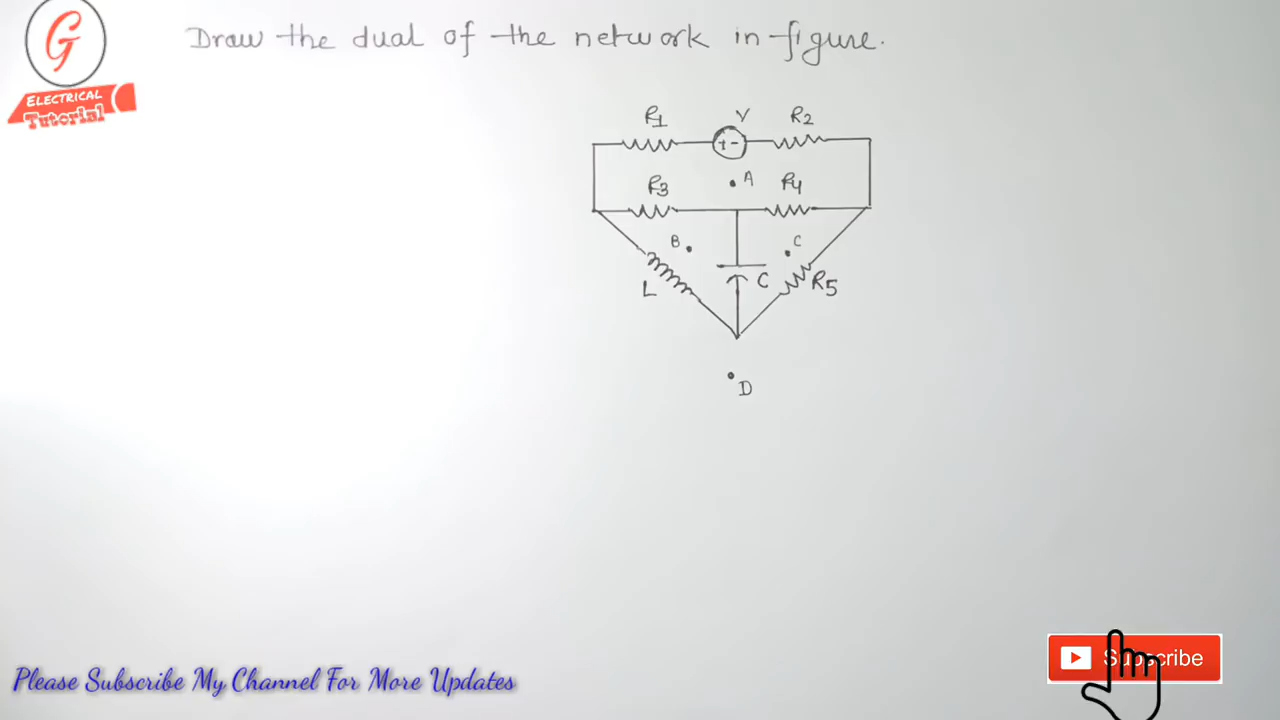 G
ELECTRICAL
Tutorial
Draw the dual of the network in figure.
R1 V R2
+ -
R3 A R4
B C
L C R5
D
Please Subscribe My Channel For More Updates
Subscribe